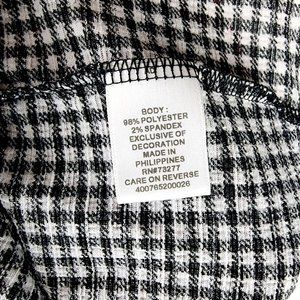 BODY:
98% POLYESTER
2% SPANDEX
EXCLUSIVE OF
DECORATION
MADE IN
PHILIPPINES
RN#73277
CARE ON REVERSE
400765200026